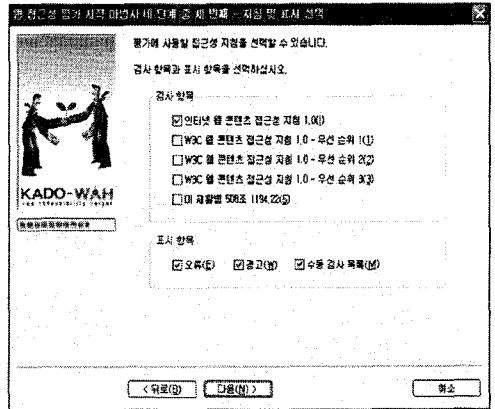 웹 접근성 평가 시작 마법사 네 단계 중 세 번째 - 지침 및 표시 선택
평가에 사용할 접근성 지침을 선택할 수 있습니다.
검사 항목과 표시 항목을 선택하십시오.
검사 항목
인터넷 웹 콘텐츠 접근성 지침 1.0(I)
W3C 웹 콘텐츠 접근성 지침 1.0 - 우선 순위 1(1)
W3C 웹 콘텐츠 접근성 지침 1.0 - 우선 순위 2(2)
W3C 웹 콘텐츠 접근성 지침 1.0 - 우선 순위 3(3)
미 재활법 508조 1194.22(5)
KADO-WAH
표시 항목
오류(E) 경고(W) 수동 검사 목록(M)
< 뒤로(B) 다음(N) > 취소